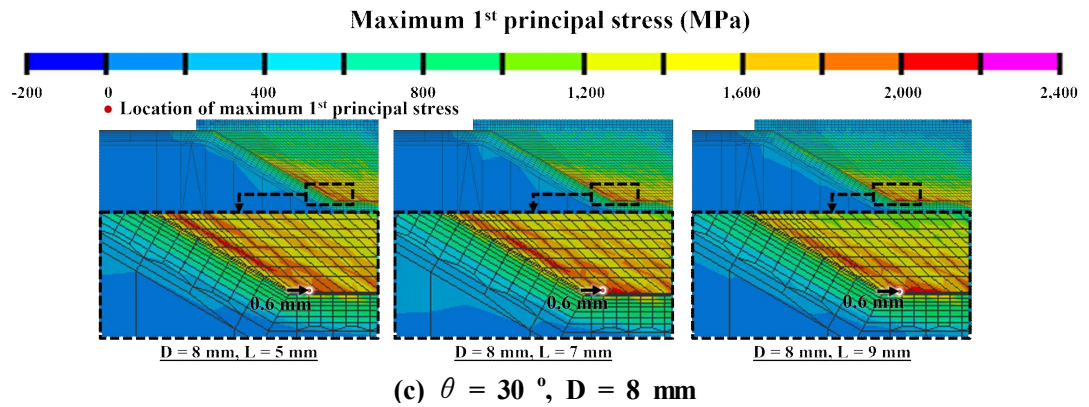 Maximum 1st principal stress (MPa)
-200 0 400 800 1,200 1,600 2,000 2,400
● Location of maximum 1st principal stress
0.6 mm 0.6 mm 0.6 mm
D = 8 mm, L = 5 mm D = 8 mm, L = 7 mm D = 8 mm, L = 9 mm
(c) θ = 30 °, D = 8 mm